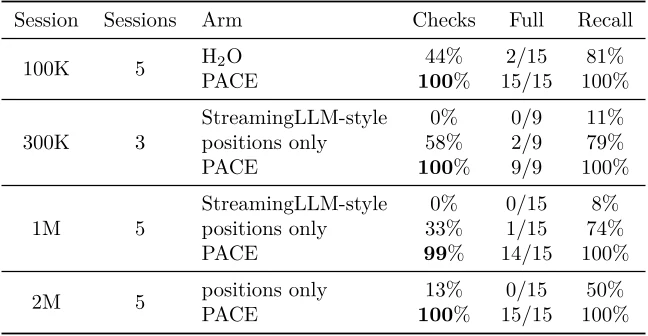 Session Sessions Arm Checks Full Recall
100K 5 H₂O 44% 2/15 81%
PACE 100% 15/15 100%
300K 3 StreamingLLM-style 0% 0/9 11%
positions only 58% 2/9 79%
PACE 100% 9/9 100%
1M 5 StreamingLLM-style 0% 0/15 8%
positions only 33% 1/15 74%
PACE 99% 14/15 100%
2M 5 positions only 13% 0/15 50%
PACE 100% 15/15 100%